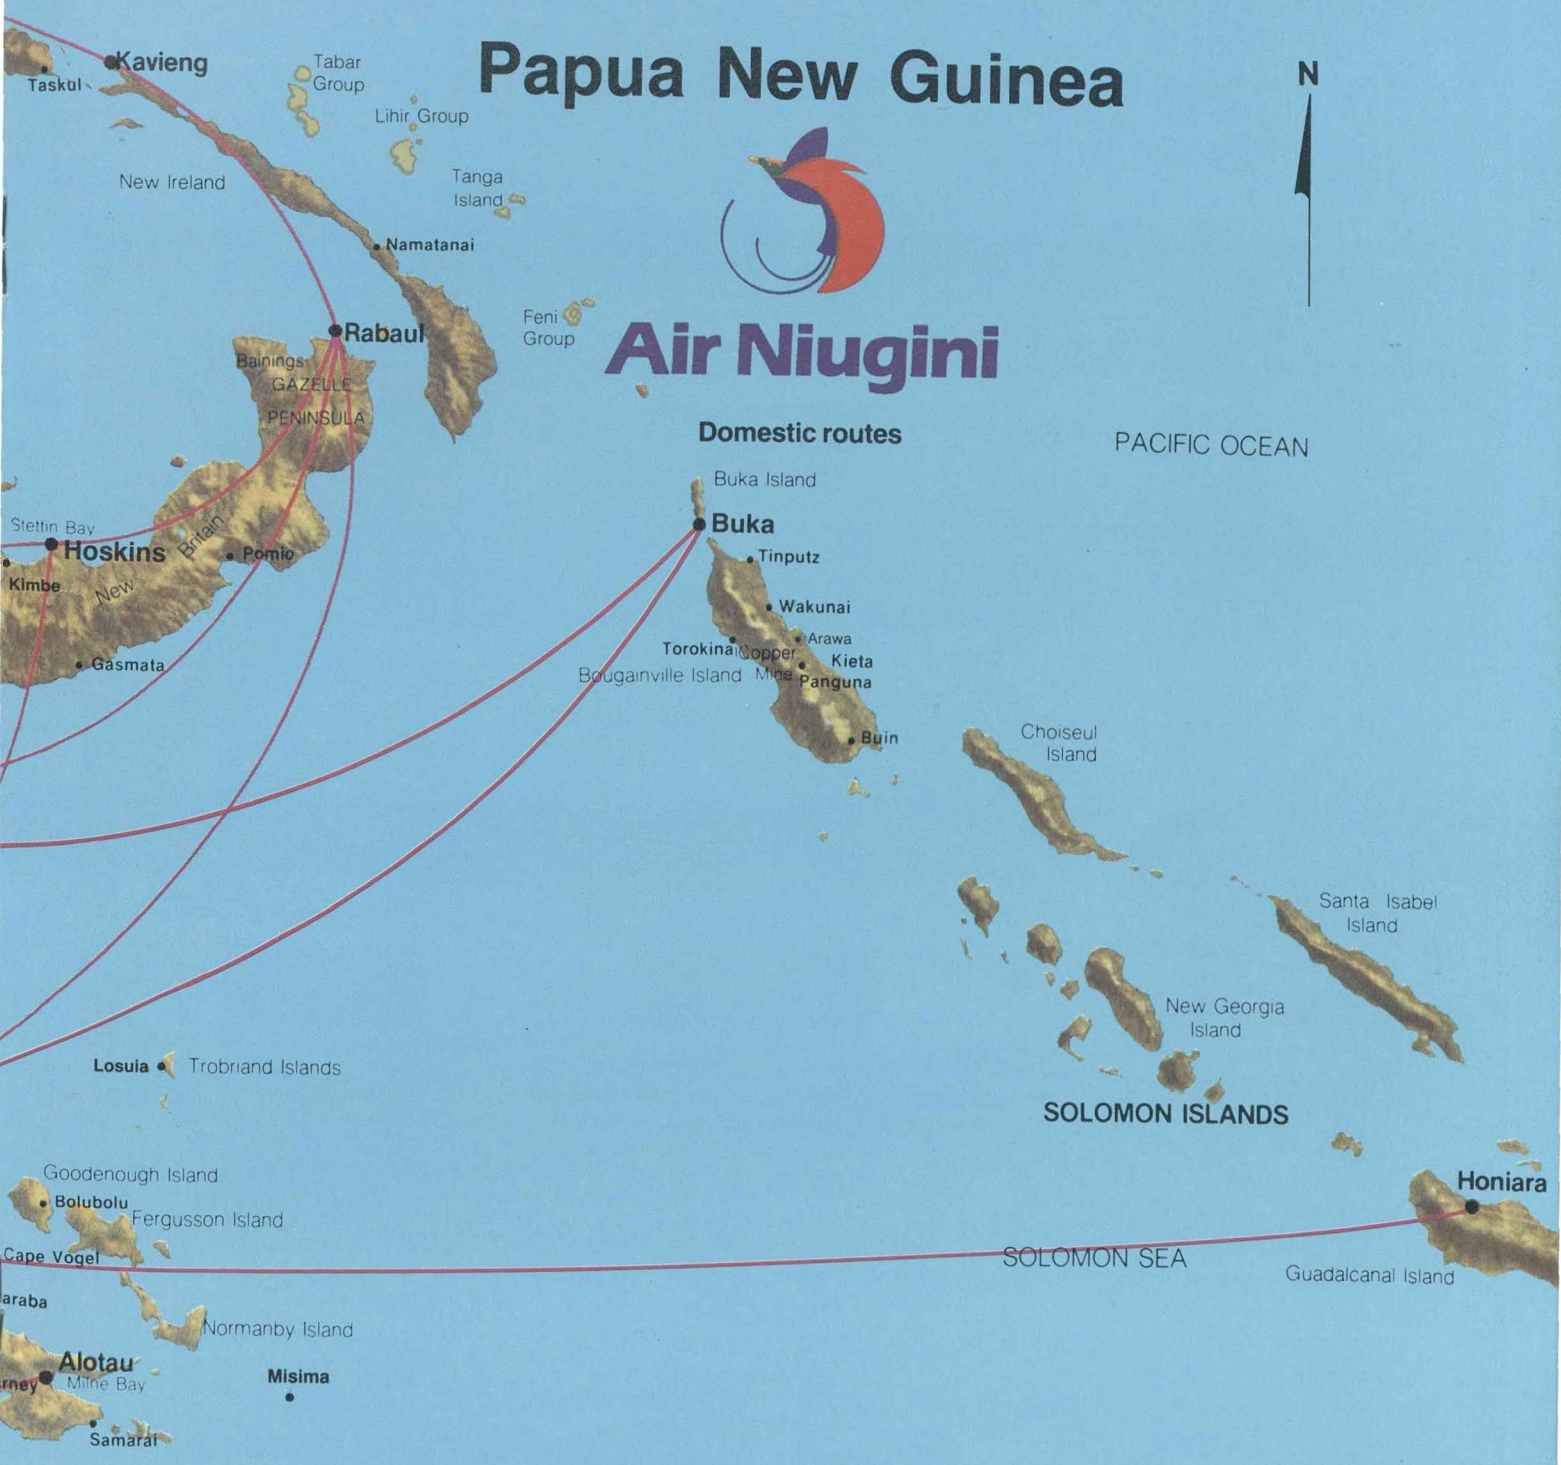 Papua New Guinea
N
Kavieng
Taskul
Tabar
Group
Lihir Group
New Ireland
Tanga
Island
Namatanai
Feni
Group
Rabaul
Air Niugini
Bainings
GAZELLE
PENINSULA
Domestic routes
PACIFIC OCEAN
Buka Island
Buka
Stettin Bay
Hoskins
Britain
Pomio
Kimbe
New
Tinputz
Wakunai
Arawa
Torokina
Copper
Kieta
Gasmata
Bougainville Island
Mine
Panguna
Buin
Choiseul
Island
Santa Isabel
Island
New Georgia
Island
Losuia
Trobriand Islands
SOLOMON ISLANDS
Goodenough Island
Bolubolu
Fergusson Island
Honiara
Cape Vogel
SOLOMON SEA
Guadalcanal Island
araba
Normanby Island
Alotau
rney
Milne Bay
Misima
Samarai